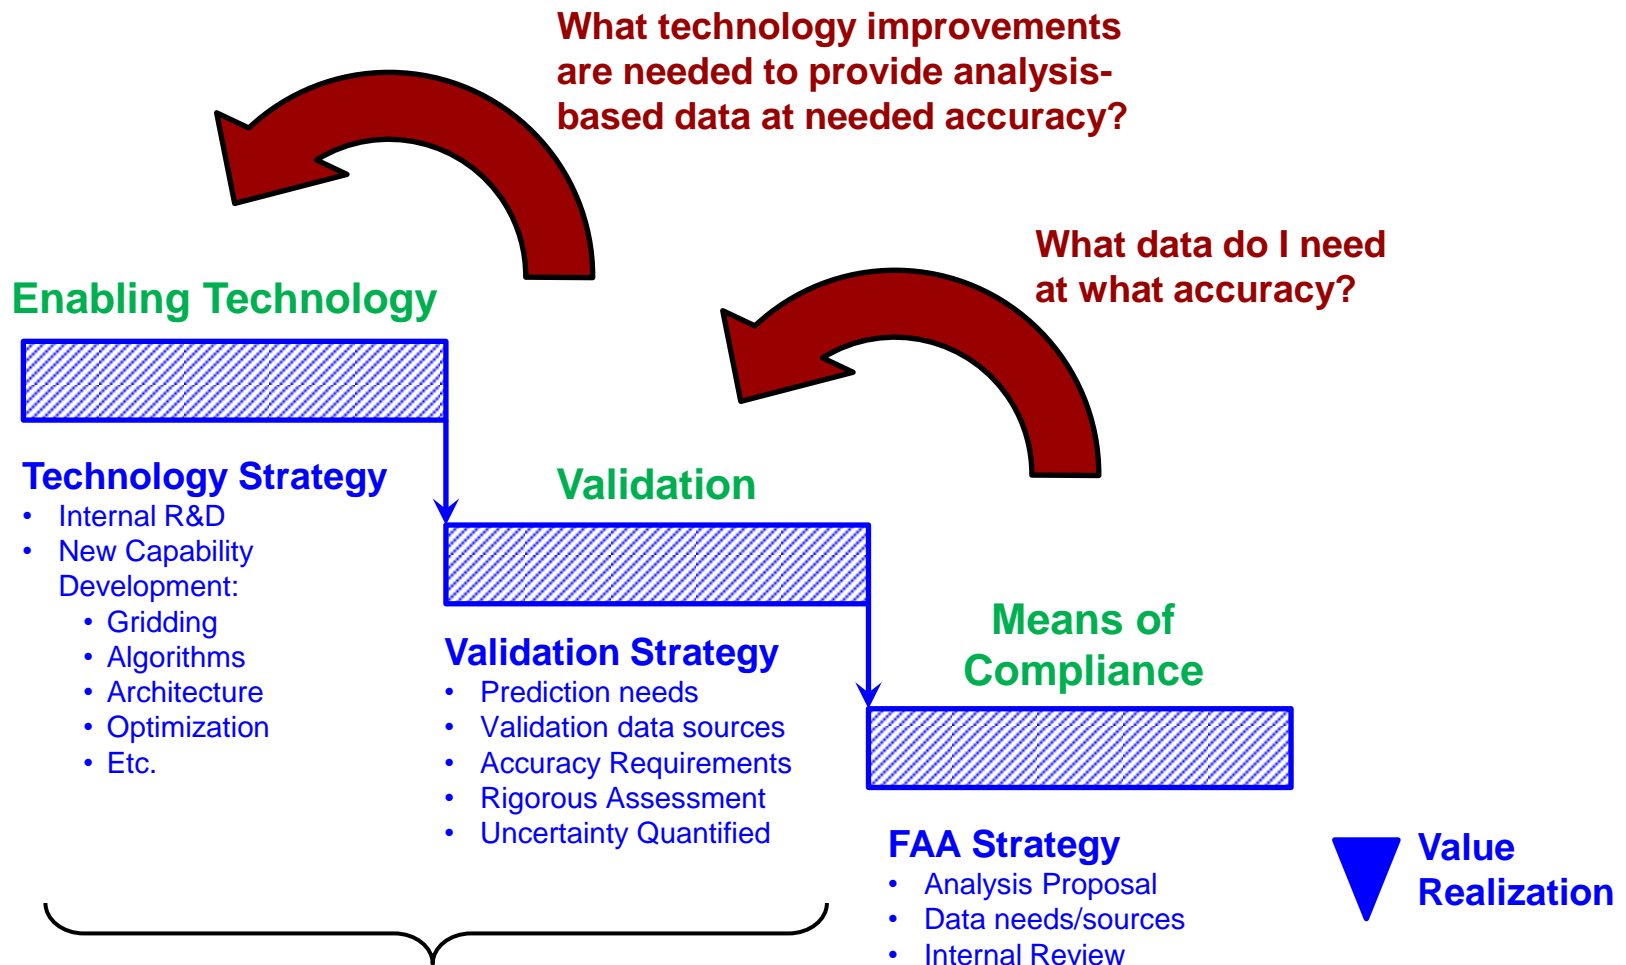 What technology improvements
are needed to provide analysis-
based data at needed accuracy?
What data do I need
at what accuracy?
Enabling Technology
Technology Strategy
• Internal R&D
• New Capability
Development:
• Gridding
• Algorithms
• Architecture
• Optimization
• Etc.
Validation
Validation Strategy
• Prediction needs
• Validation data sources
• Accuracy Requirements
• Rigorous Assessment
• Uncertainty Quantified
Means of
Compliance
FAA Strategy
• Analysis Proposal
• Data needs/sources
• Internal Review
Value
Realization